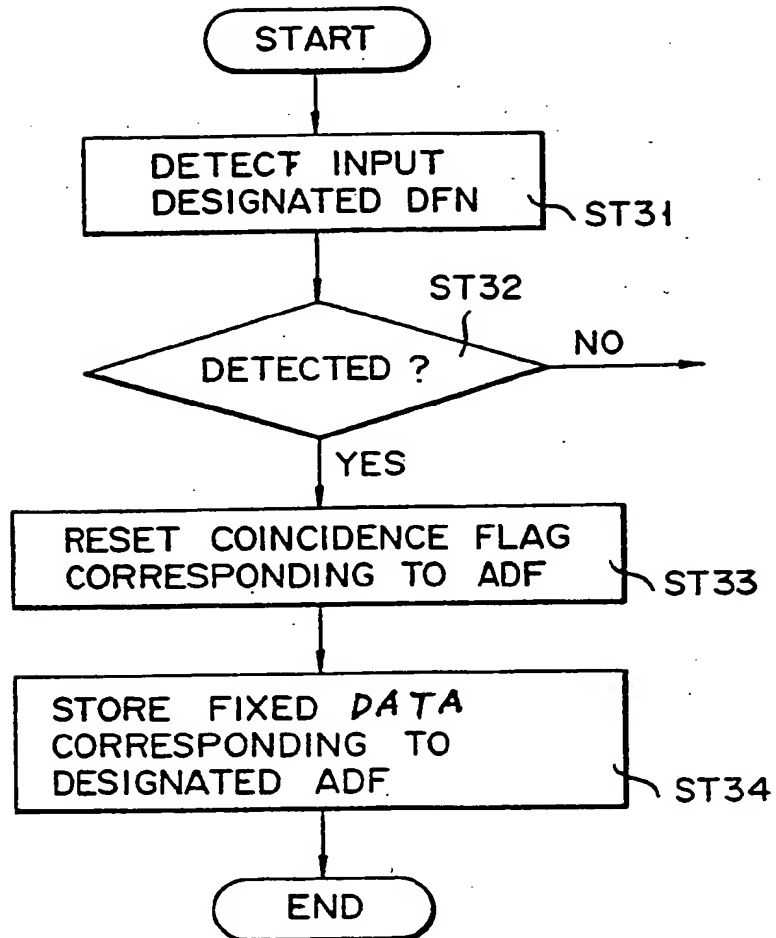 START
DETECT INPUT
DESIGNATED DFN
ST31
ST32
DETECTED ?
NO
YES
RESET COINCIDENCE FLAG
CORRESPONDING TO ADF
ST33
STORE FIXED DATA
CORRESPONDING TO
DESIGNATED ADF
ST34
END